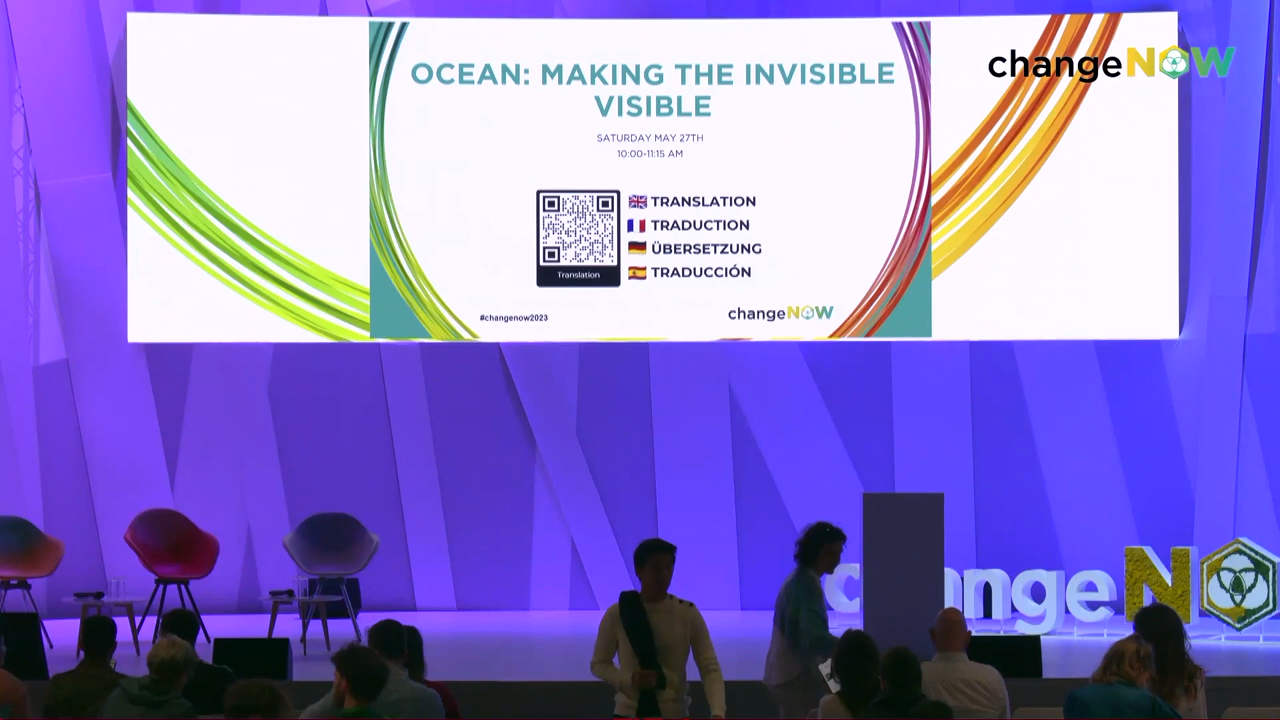 OCEAN: MAKING THE INVISIBLE
VISIBLE
SATURDAY MAY 27TH
10:00-11:15 AM
TRANSLATION
TRADUCTION
ÜBERSETZUNG
TRADUCCIÓN
Translation
#changenow2023
changeNOW
changeNOW
changeNO